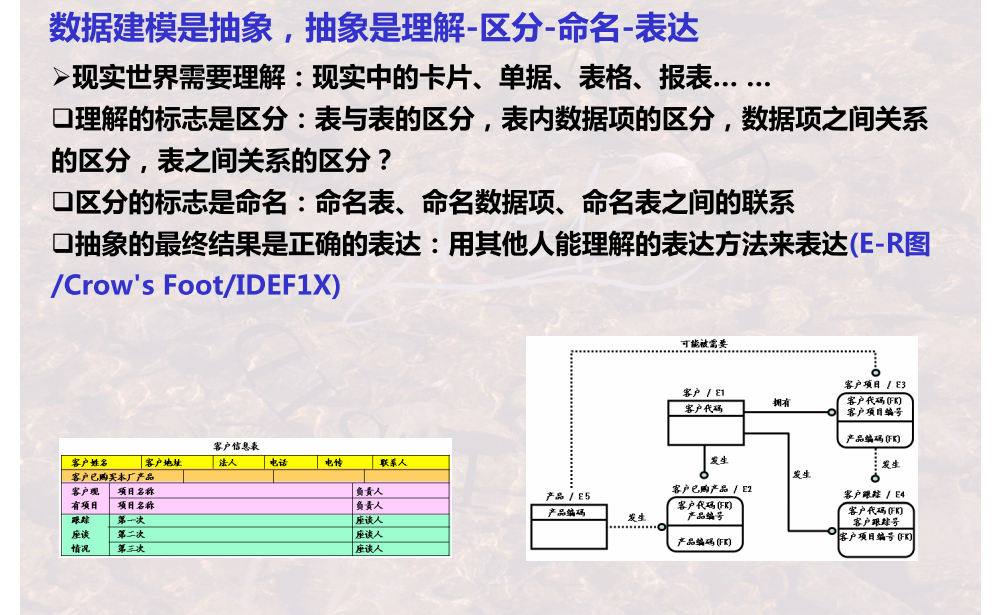 数据建模是抽象，抽象是理解-区分-命名-表达
➢现实世界需要理解：现实中的卡片、单据、表格、报表… …
❑理解的标志是区分：表与表的区分，表内数据项的区分，数据项之间关系
的区分，表之间关系的区分？
❑区分的标志是命名：命名表、命名数据项、命名表之间的联系
❑抽象的最终结果是正确的表达：用其他人能理解的表达方法来表达(E-R图
/Crow's Foot/IDEF1X)
客户信息表
客户姓名 客户地址 法人 电话 电传 联系人
客户已购买本厂产品
客户现 项目名称 负责人
有项目 项目名称 负责人
跟踪 第一次 座谈人
座谈 第二次 座谈人
情况 第三次 座谈人
可能被需要
客户 / E1
客户代码
拥有
客户项目 / E3
客户代码(FK)
客户项目编号
产品编码(FK)
发生
发生
发生
客户已购产品 / E2
客户代码(FK)
产品编号
产品编码(FK)
产品 / E5
产品编码
发生
客户跟踪 / E4
客户代码(FK)
客户跟踪号
客户项目编号(FK)